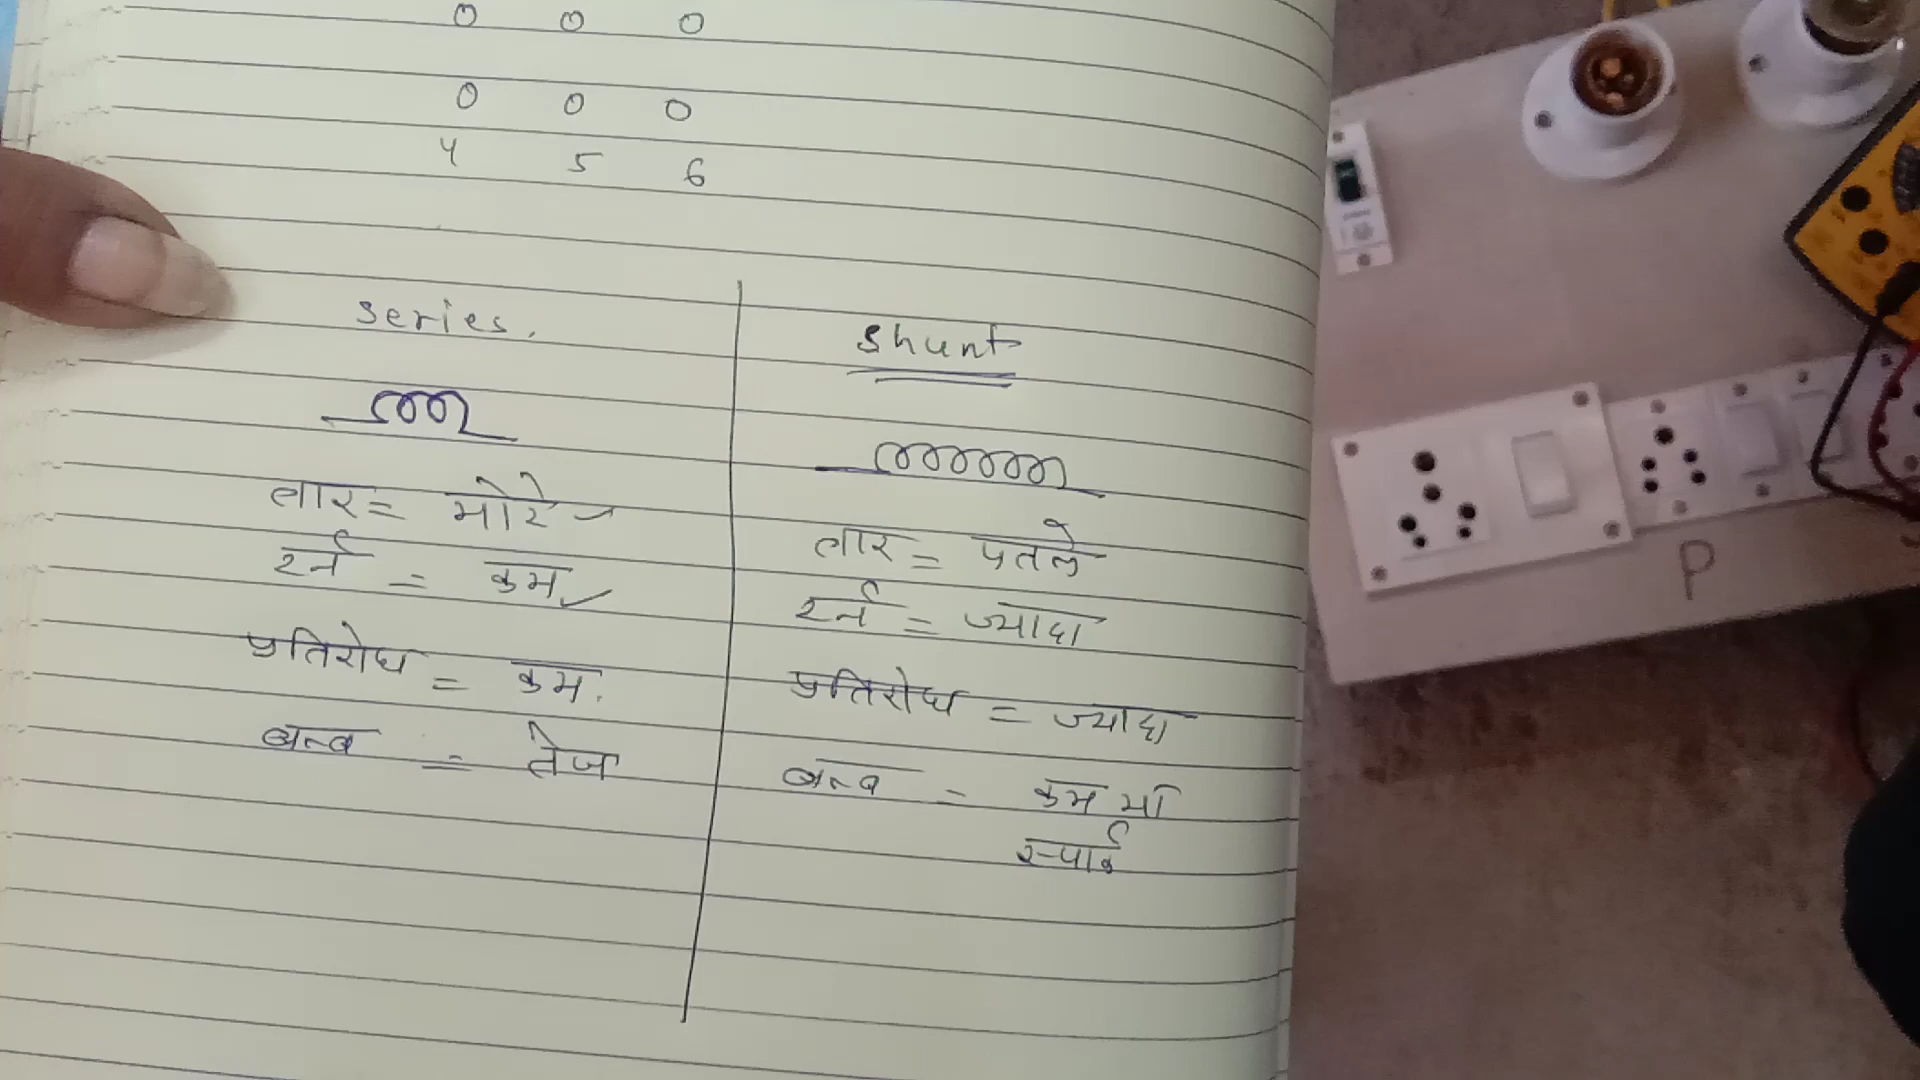 0 0 0
0 0 0
4 5 6
series.
तार = मोटे
टर्न = कम
प्रतिरोध = कम.
बल्ब = तेज
shunt
तार = पतले
टर्न = ज्यादा
प्रतिरोध = ज्यादा
बल्ब = कम या
स्पार्क
P